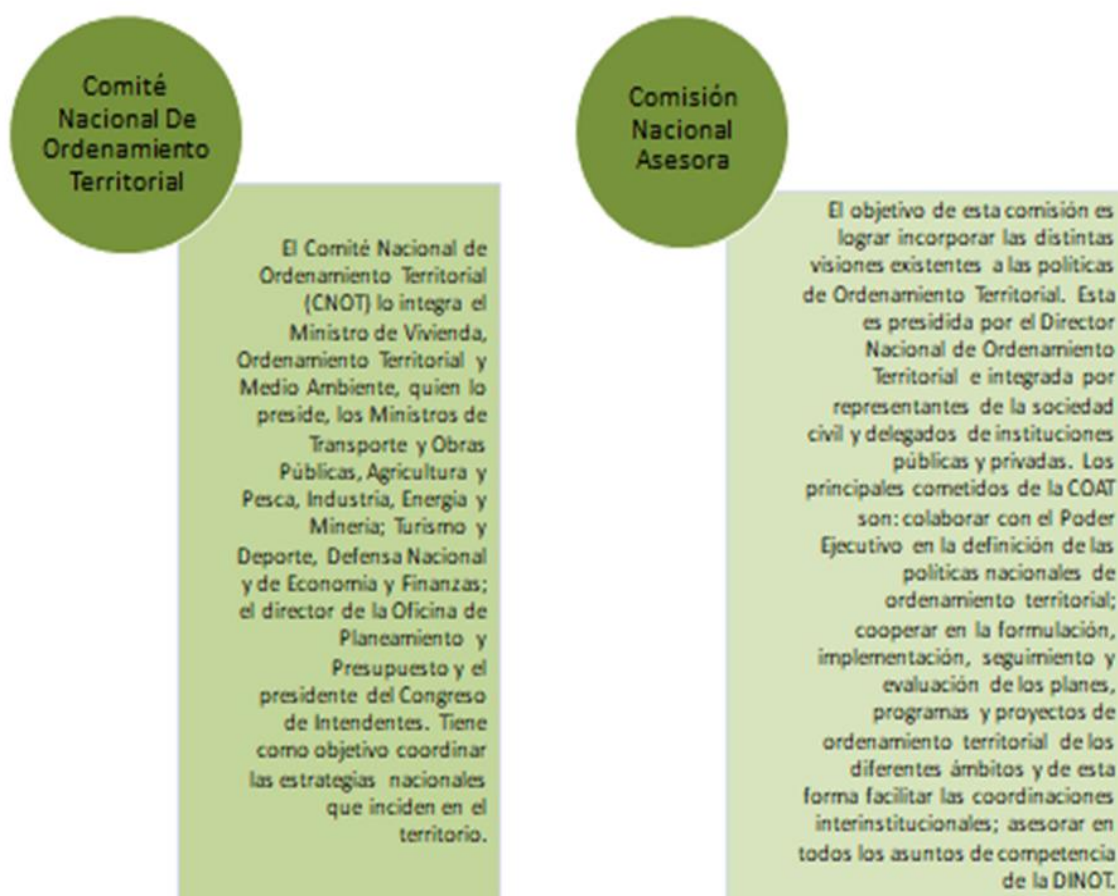 Comité
Nacional De
Ordenamiento
Territorial
El Comité Nacional de
Ordenamiento Territorial
(CNOT) lo integra el
Ministro de Vivienda,
Ordenamiento Territorial y
Medio Ambiente, quien lo
preside, los Ministros de
Transporte y Obras
Públicas, Agricultura y
Pesca, Industria, Energía y
Minería; Turismo y
Deporte, Defensa Nacional
y de Economía y Finanzas;
el director de la Oficina de
Planeamiento y
Presupuesto y el
presidente del Congreso
de Intendentes. Tiene
como objetivo coordinar
las estrategias nacionales
que inciden en el
territorio.
Comisión
Nacional
Asesora
El objetivo de esta comisión es
lograr incorporar las distintas
visiones existentes a las políticas
de Ordenamiento Territorial. Esta
es presidida por el Director
Nacional de Ordenamiento
Territorial e integrada por
representantes de la sociedad
civil y delegados de instituciones
públicas y privadas. Los
principales cometidos de la COAT
son: colaborar con el Poder
Ejecutivo en la definición de las
políticas nacionales de
ordenamiento territorial;
cooperar en la formulación,
implementación, seguimiento y
evaluación de los planes,
programas y proyectos de
ordenamiento territorial de los
diferentes ámbitos y de esta
forma facilitar las coordinaciones
interinstitucionales; asesorar en
todos los asuntos de competencia
de la DINOT.